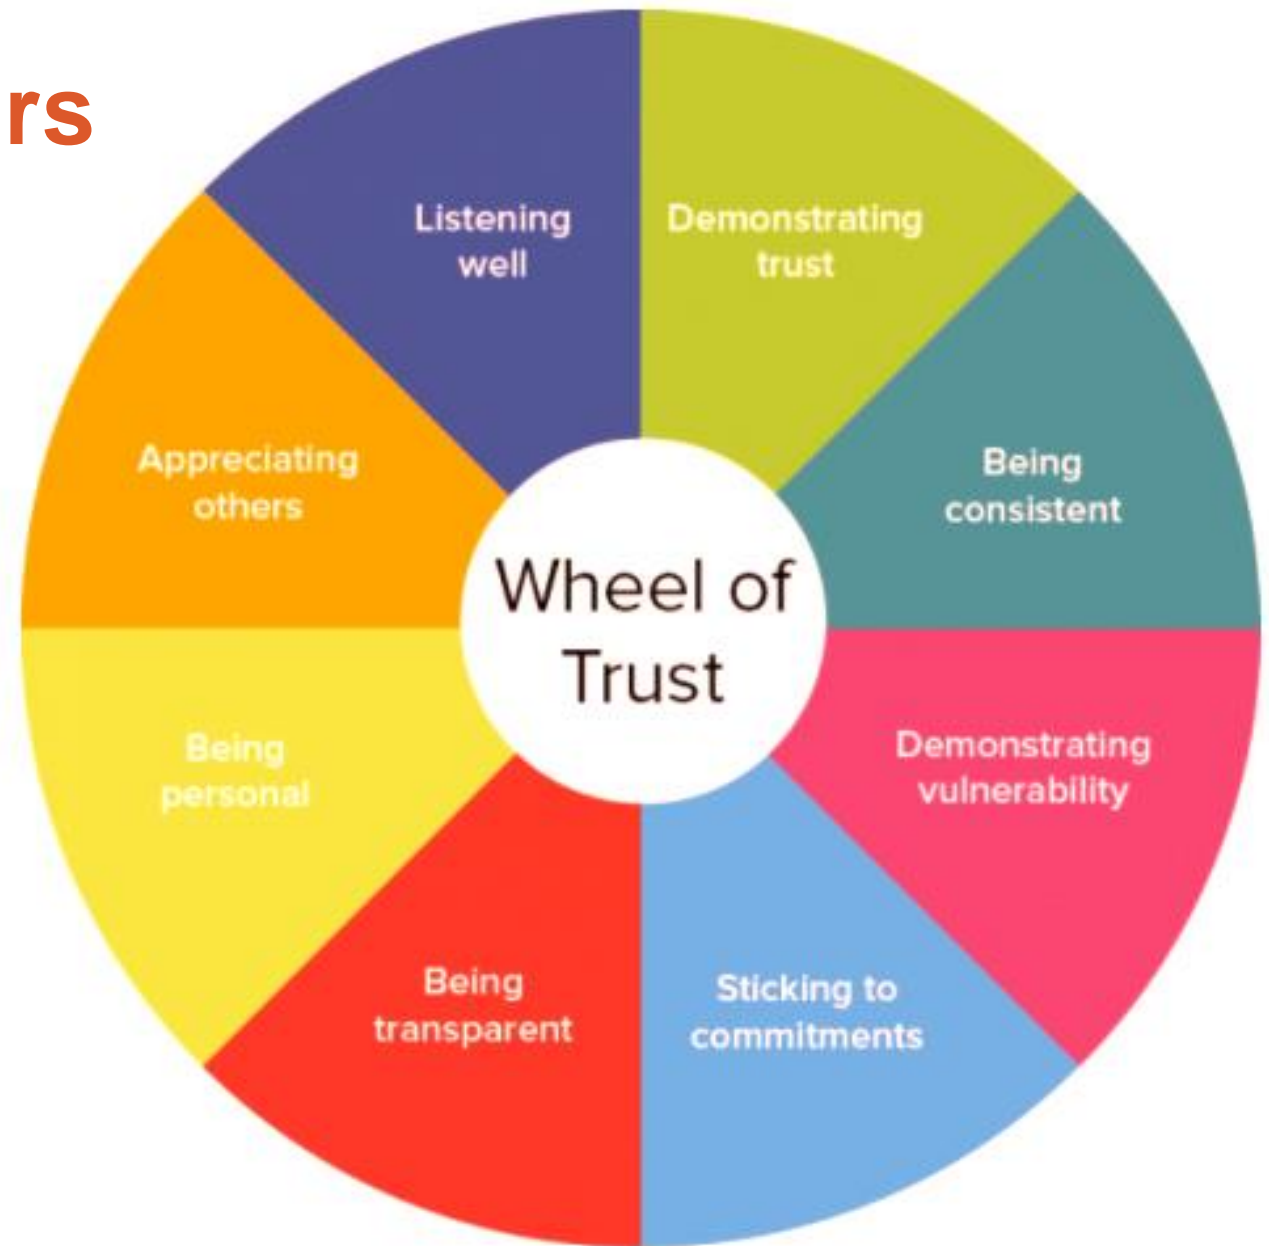 rs
Listening
well
Demonstrating
trust
Appreciating
others
Being
consistent
Wheel of
Trust
Being
personal
Demonstrating
vulnerability
Being
transparent
Sticking to
commitments